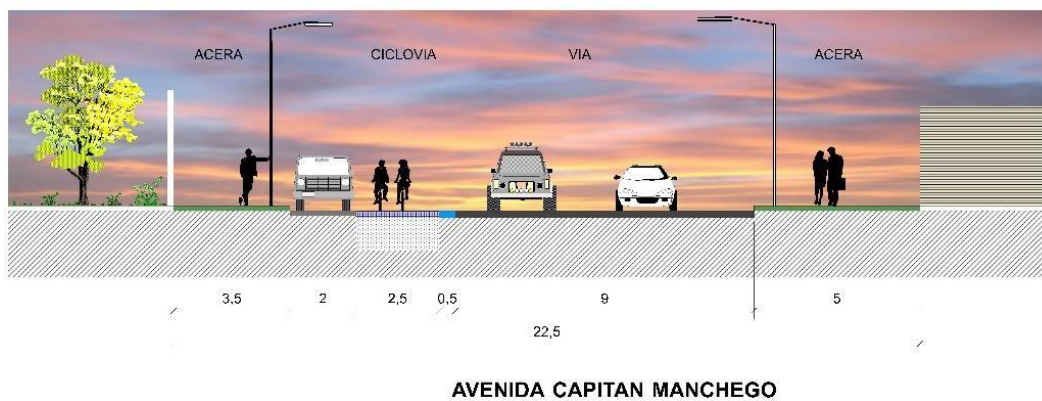 ACERA CICLOVIA VIA ACERA
3,5 2 2,5 0,5 9 5
22,5
AVENIDA CAPITAN MANCHEGO